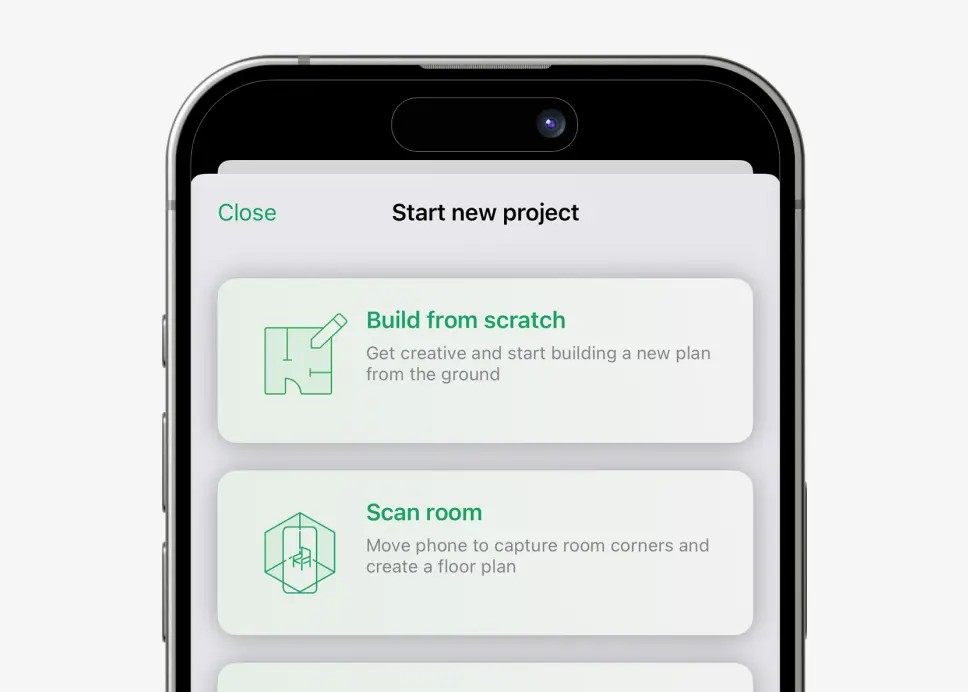 Close
Start new project
Build from scratch
Get creative and start building a new plan
from the ground
Scan room
Move phone to capture room corners and
create a floor plan